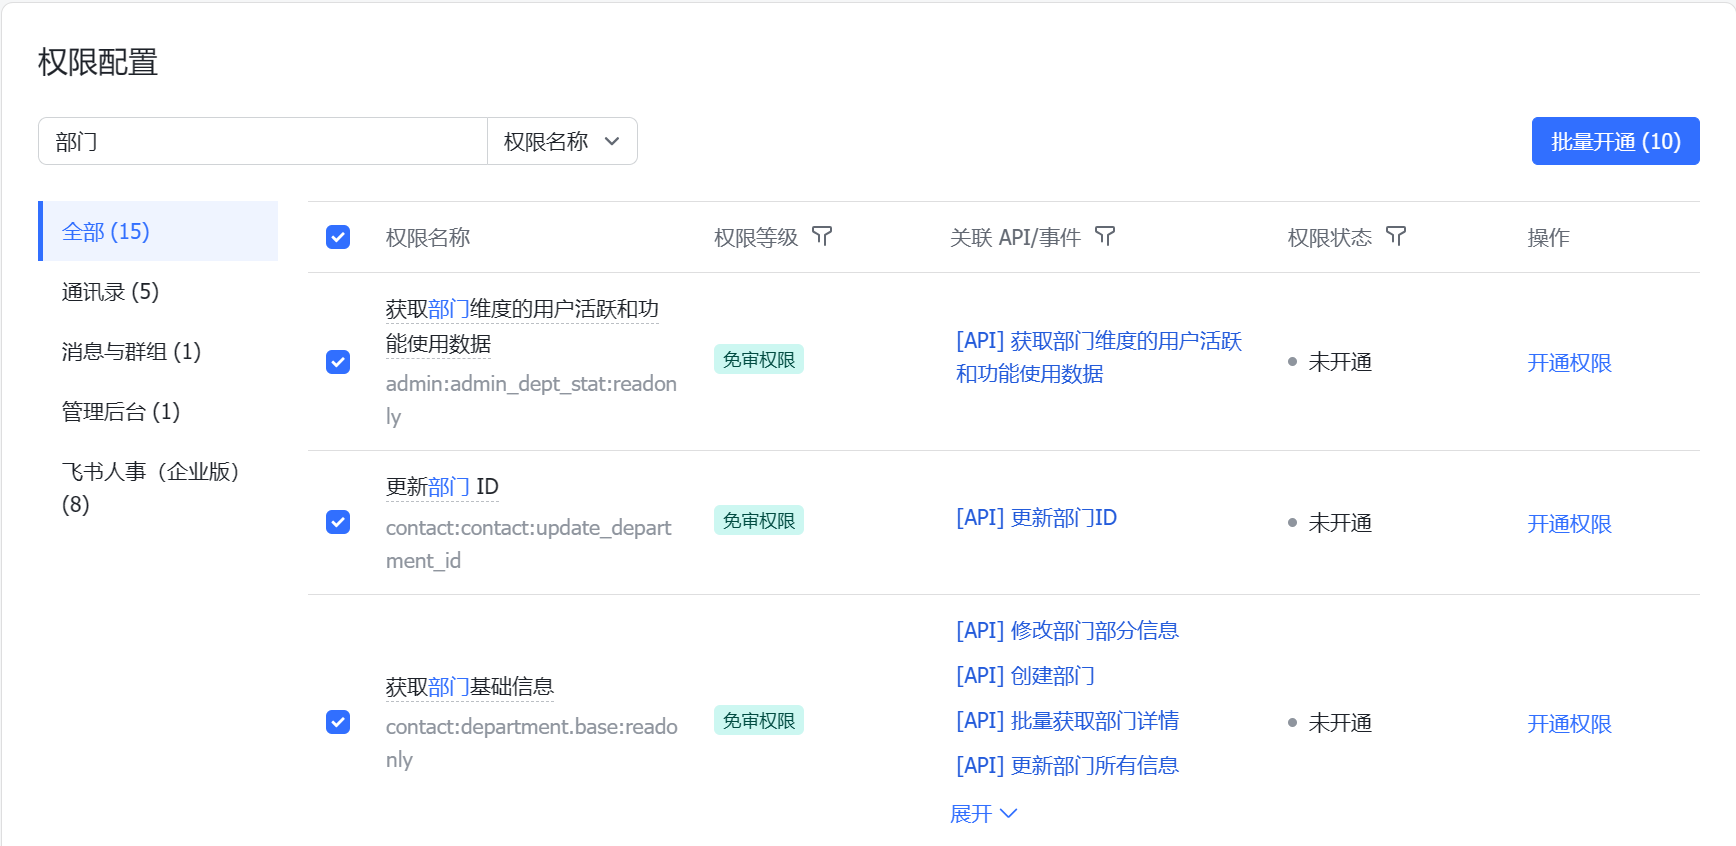 权限配置
部门
权限名称
批量开通 (10)
全部 (15)
通讯录 (5)
消息与群组 (1)
管理后台 (1)
飞书人事（企业版）
(8)
权限名称
权限等级
关联 API/事件
权限状态
操作
获取部门维度的用户活跃和功
能使用数据
admin:admin_dept_stat:readon
ly
免审权限
[API] 获取部门维度的用户活跃
和功能使用数据
未开通
开通权限
更新部门 ID
contact:contact:update_depart
ment_id
免审权限
[API] 更新部门ID
未开通
开通权限
获取部门基础信息
contact:department.base:reado
nly
免审权限
[API] 修改部门部分信息
[API] 创建部门
[API] 批量获取部门详情
[API] 更新部门所有信息
展开
未开通
开通权限